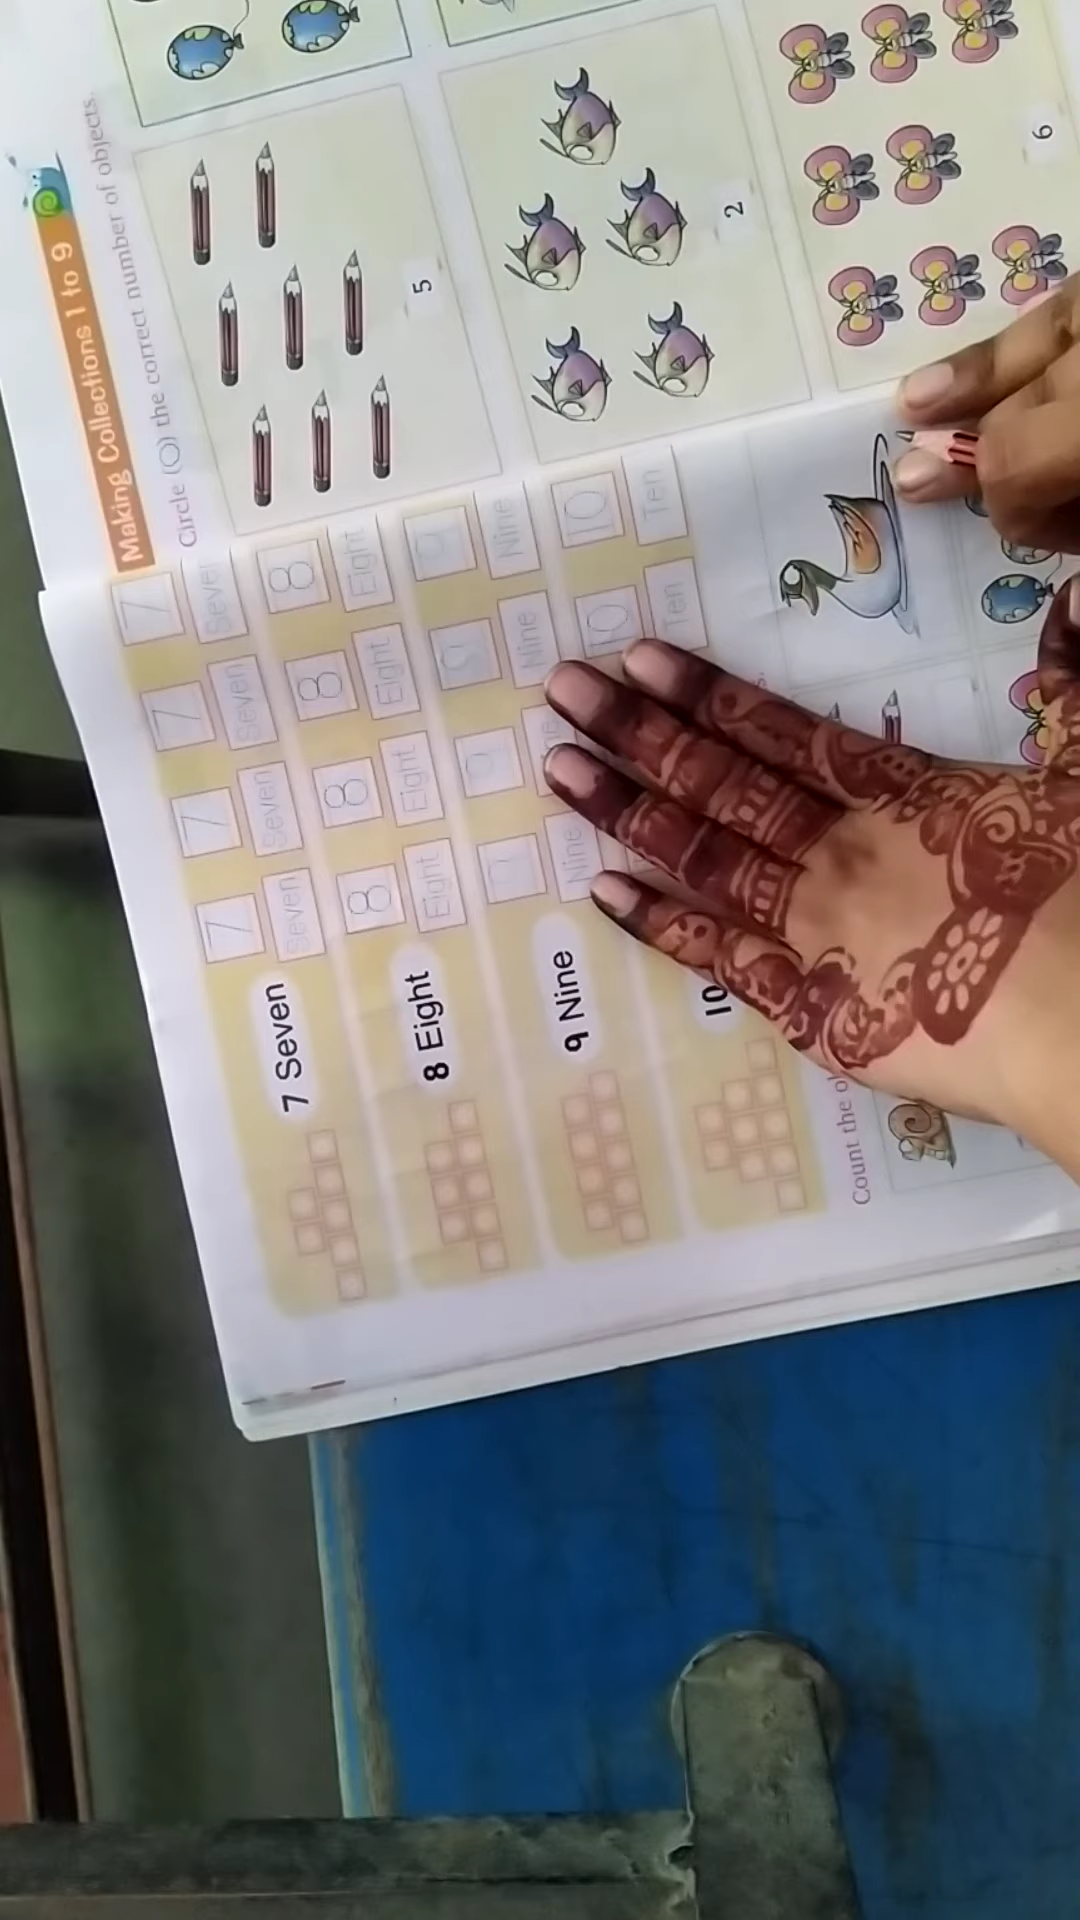 7 Seven
7 7 7 7
Seven Seven Seven
8 Eight
8 8 8 8
Eight Eight Eight Eight
9 Nine
9 9 9 9
Nine Nine Nine
10
10 10
Ten Ten
Count the
Making Collections 1 to 9
Circle (○) the correct number of objects.
5
2
6